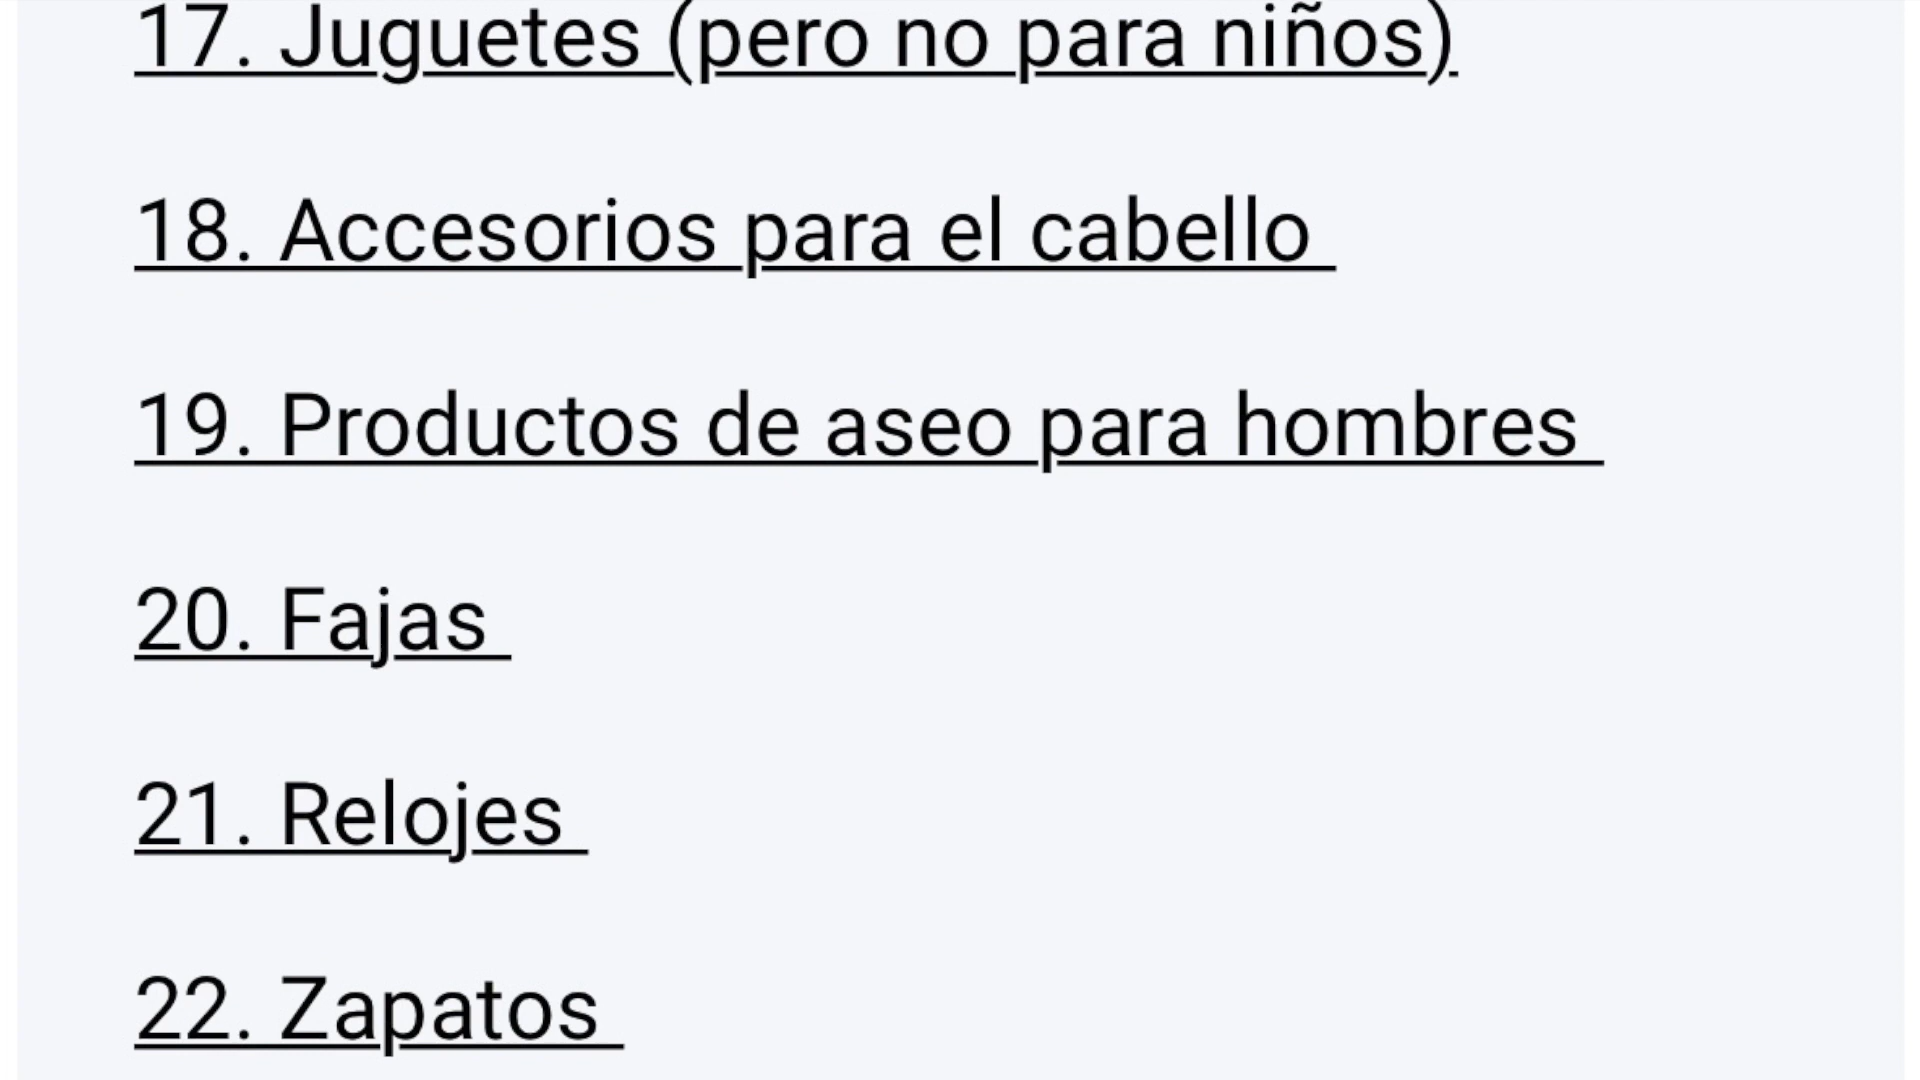 17. Juguetes (pero no para niños)
18. Accesorios para el cabello
19. Productos de aseo para hombres
20. Fajas
21. Relojes
22. Zapatos